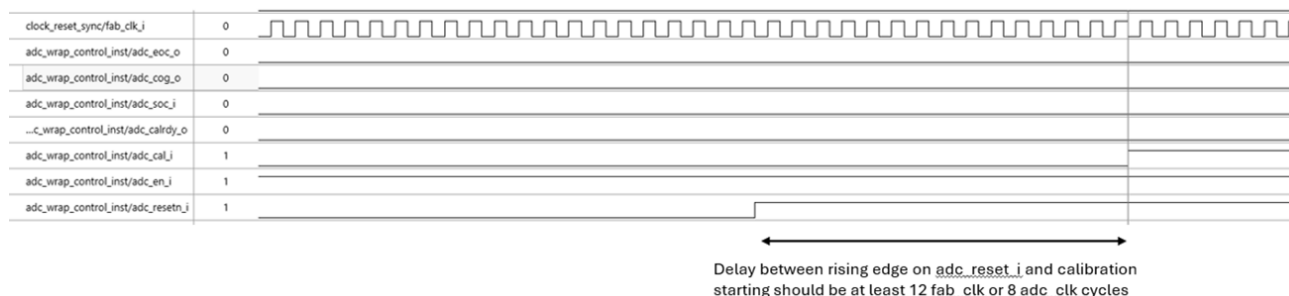 clock_reset_sync/fab_clk_i 0
adc_wrap_control_inst/adc_eoc_o 0
adc_wrap_control_inst/adc_cog_o 0
adc_wrap_control_inst/adc_soc_i 0
...c_wrap_control_inst/adc_calrdy_o 0
adc_wrap_control_inst/adc_cal_i 1
adc_wrap_control_inst/adc_en_i 1
adc_wrap_control_inst/adc_resetn_i 1
Delay between rising edge on adc_reset_i and calibration
starting should be at least 12 fab_clk or 8 adc_clk cycles